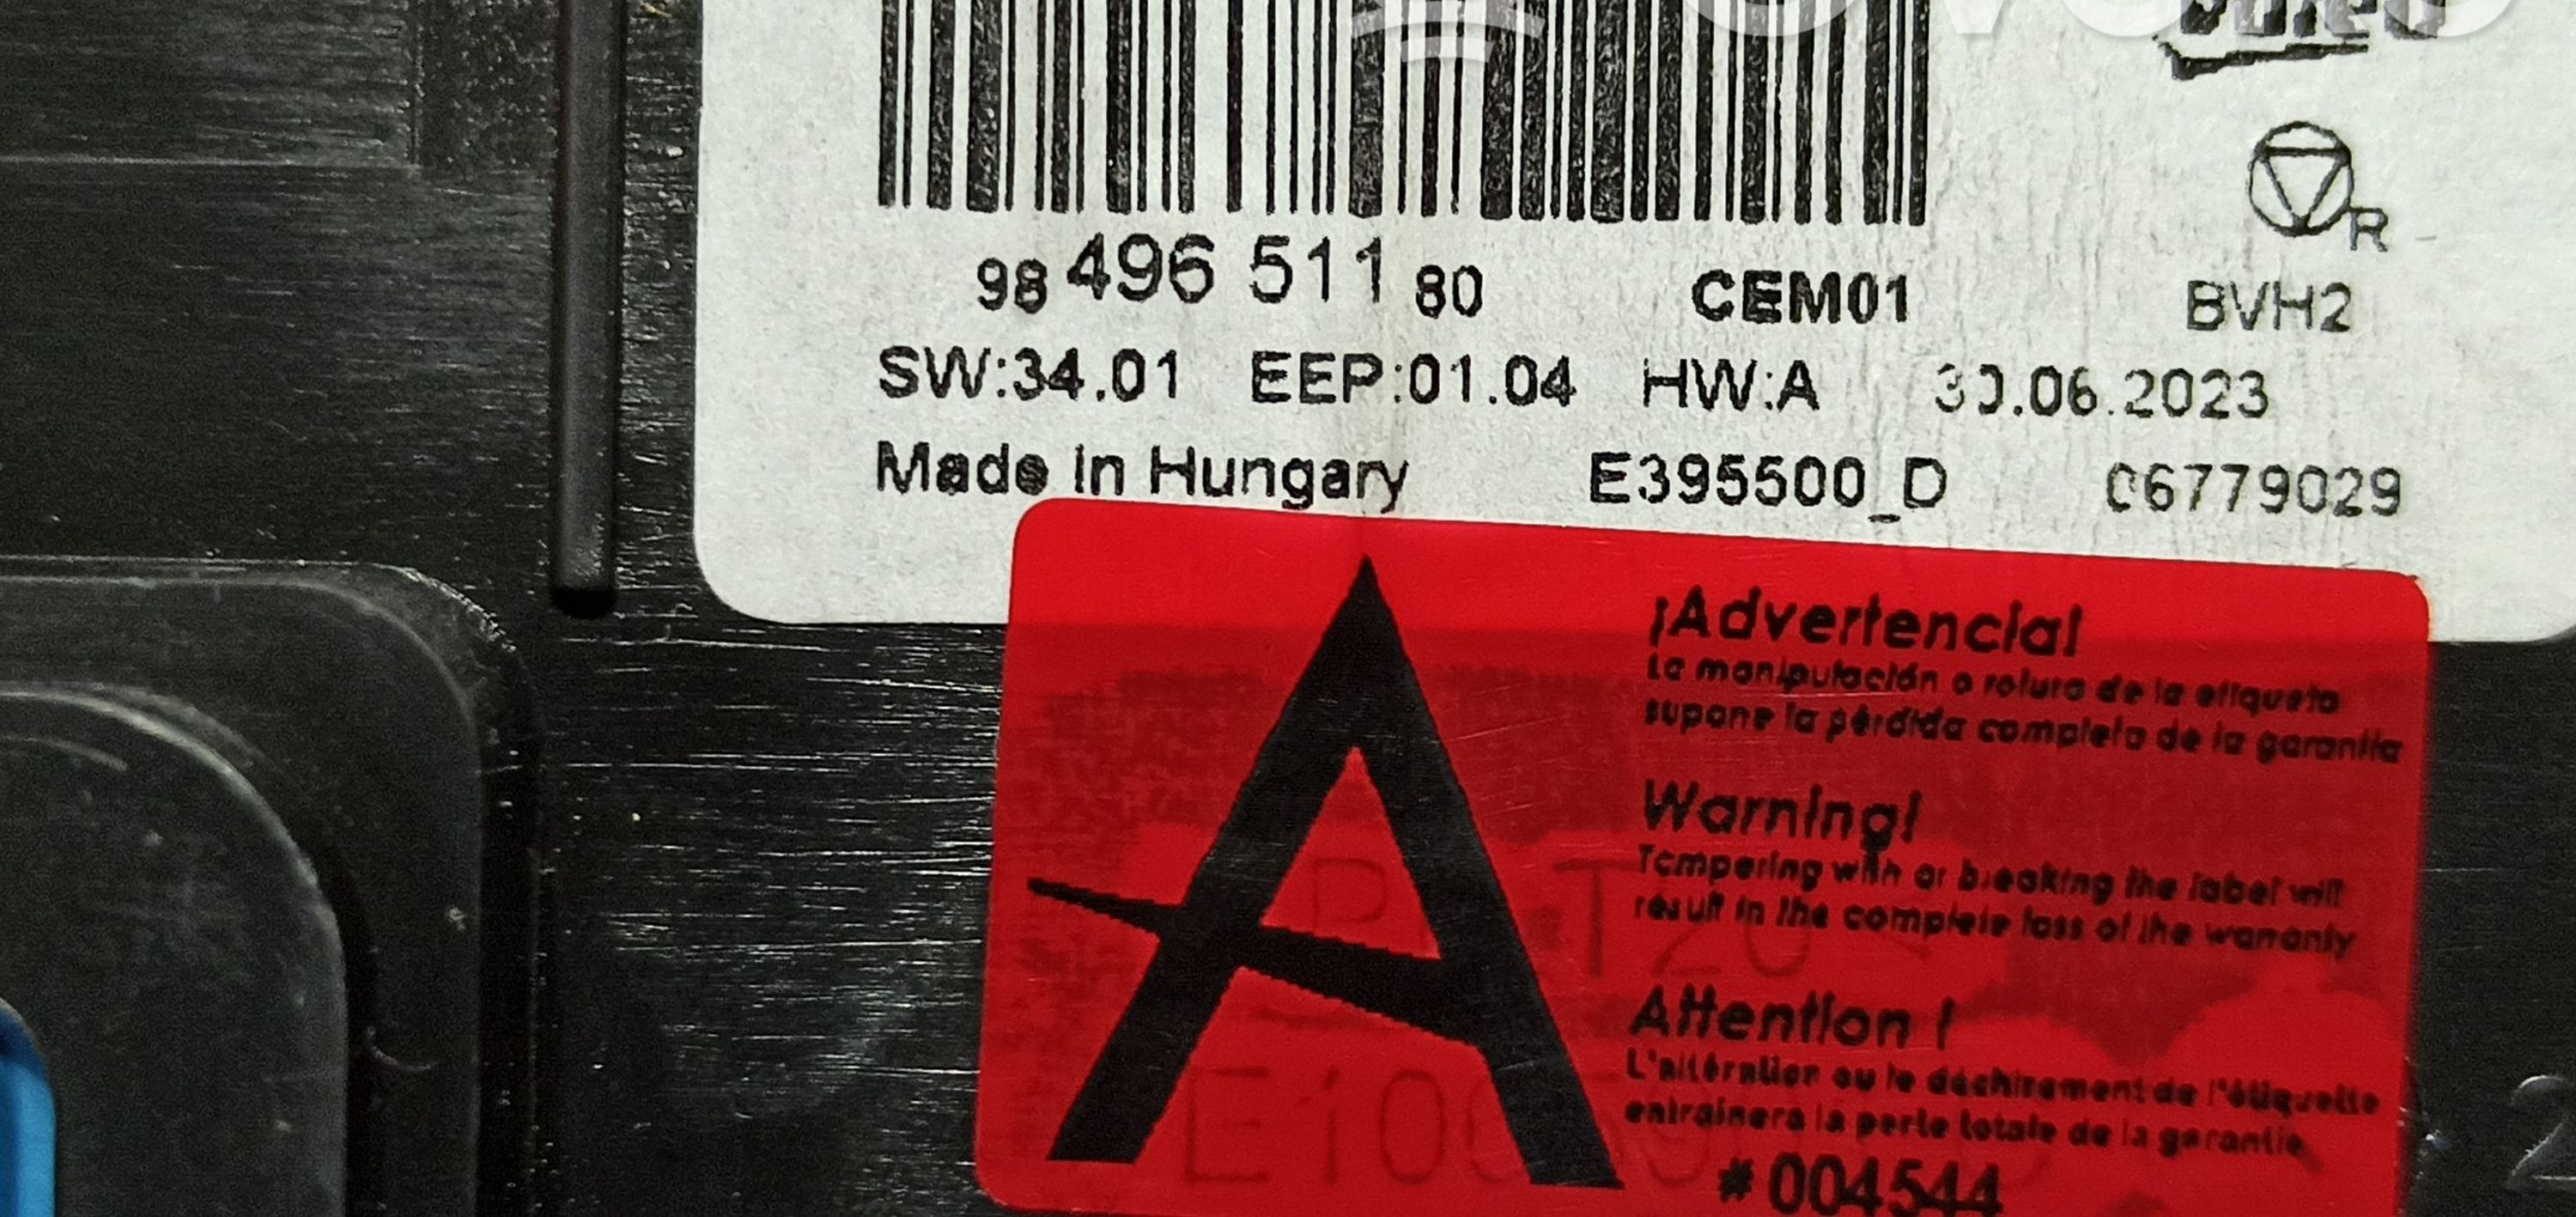 98 496 511 80 CEM01 BVH2
SW:34.01 EEP:01.04 HW:A 30.06.2023
Made in Hungary E395500_D 06779029
R
¡Advertencia!
La manipulación o rotura de la etiqueta
supone la pérdida completa de la garantía
Warning!
Tampering with or breaking the label will
result in the complete loss of the warranty
Attention !
L'altération ou le déchirement de l'étiquette
entraînera la perte totale de la garantie
#004544